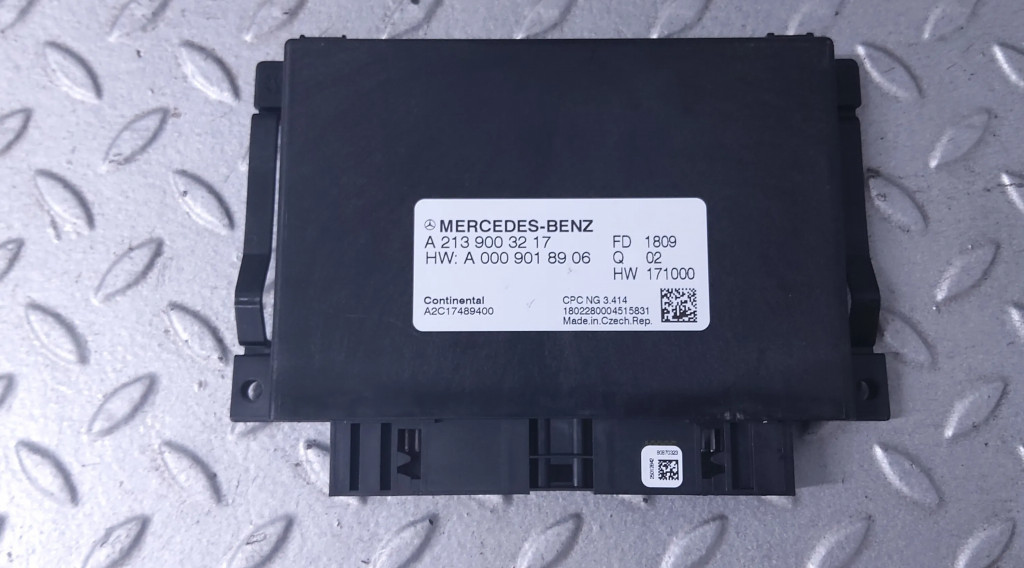 MERCEDES-BENZ
A 213 900 32 17
HW: A 000 901 89 06
FD 1809
Q 02
HW 171000
Continental
A2C17489400
CPC NG 3.414
1802280004515831
Made.in.Czech.Rep.
80870323